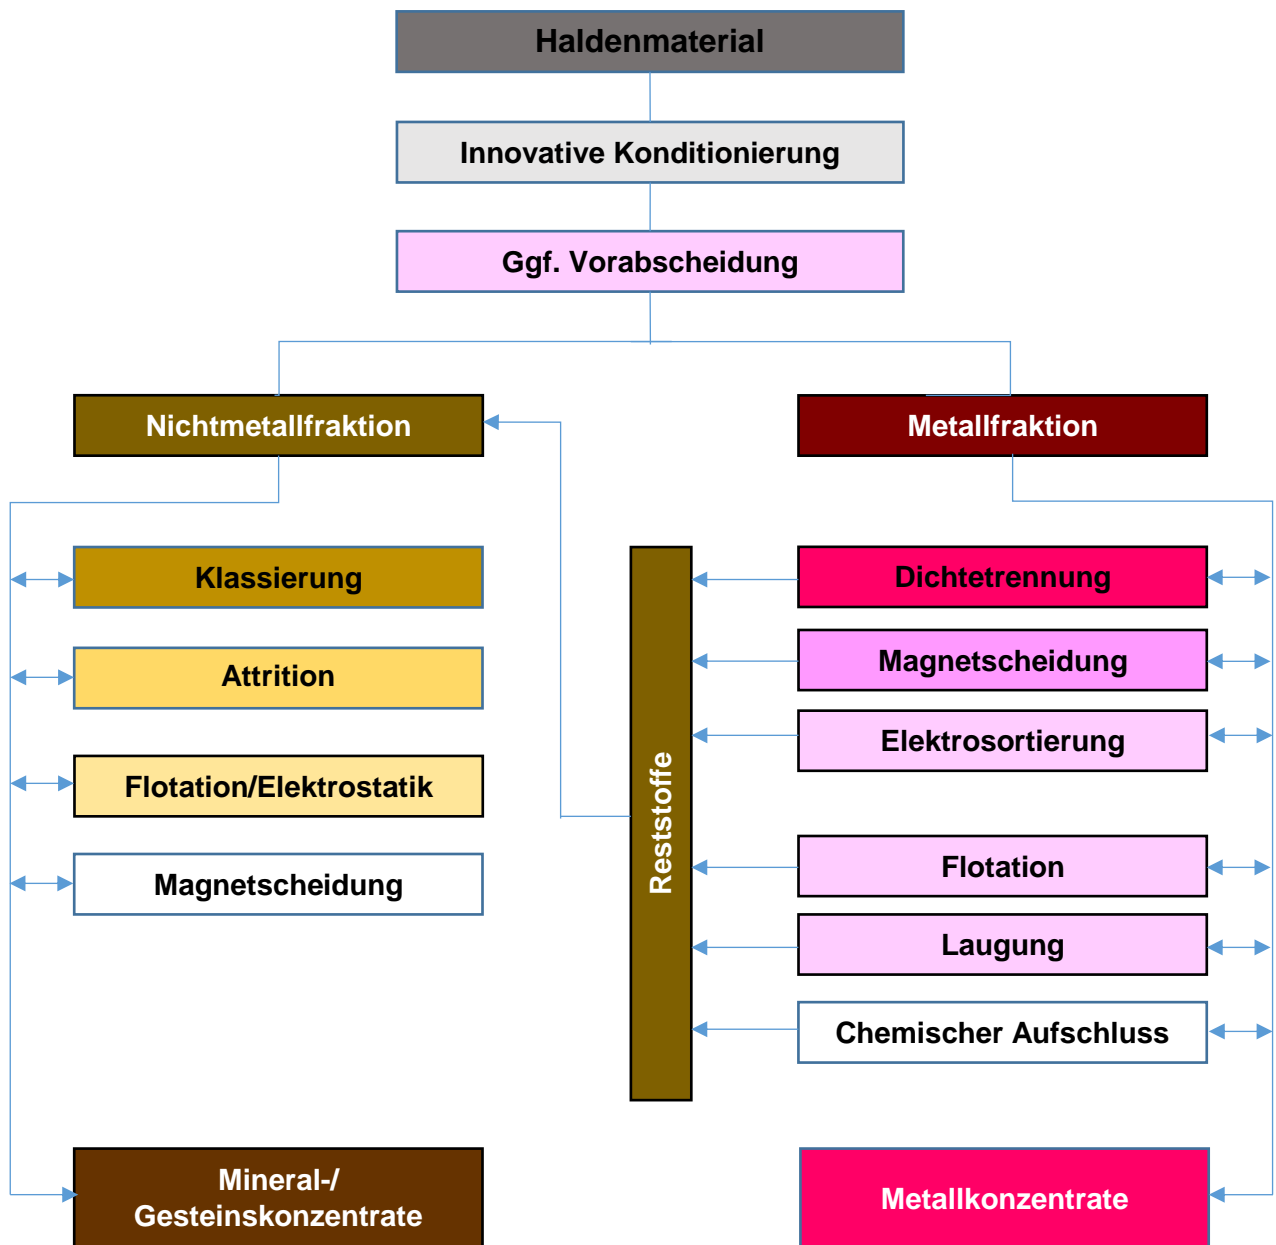 Haldenmaterial
Innovative Konditionierung
Ggf. Vorabscheidung
Nichtmetallfraktion
Metallfraktion
Klassierung
Attrition
Flotation/Elektrostatik
Magnetscheidung
Reststoffe
Dichtetrennung
Magnetscheidung
Elektrosortierung
Flotation
Laugung
Chemischer Aufschluss
Mineral-/
Gesteinskonzentrate
Metallkonzentrate